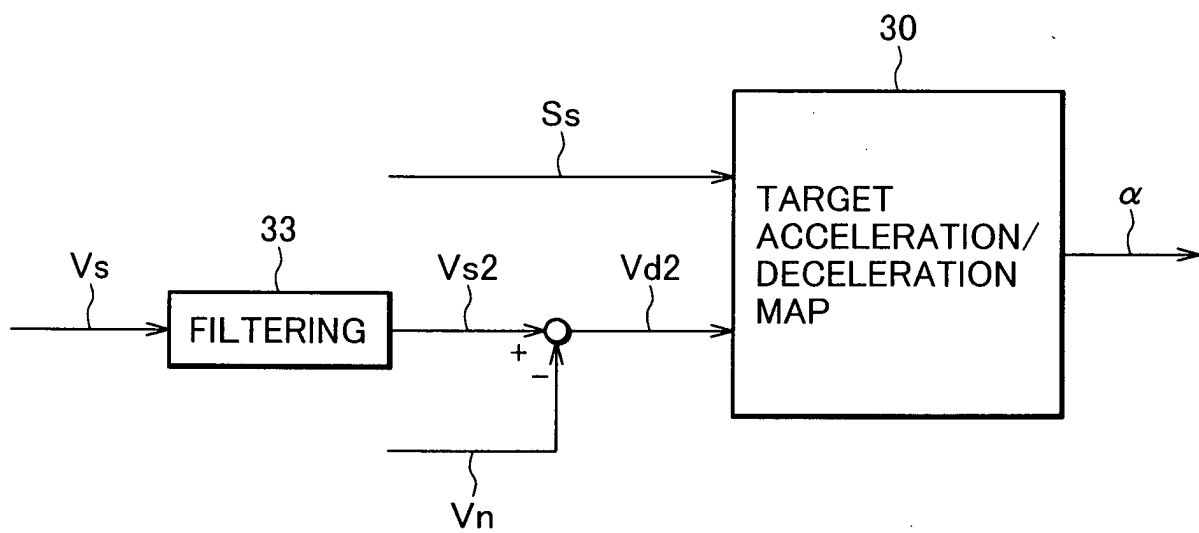 30
Ss
TARGET
ACCELERATION/
DECELERATION
MAP
α
33
Vs
FILTERING
Vs2
Vd2
+
-
Vn